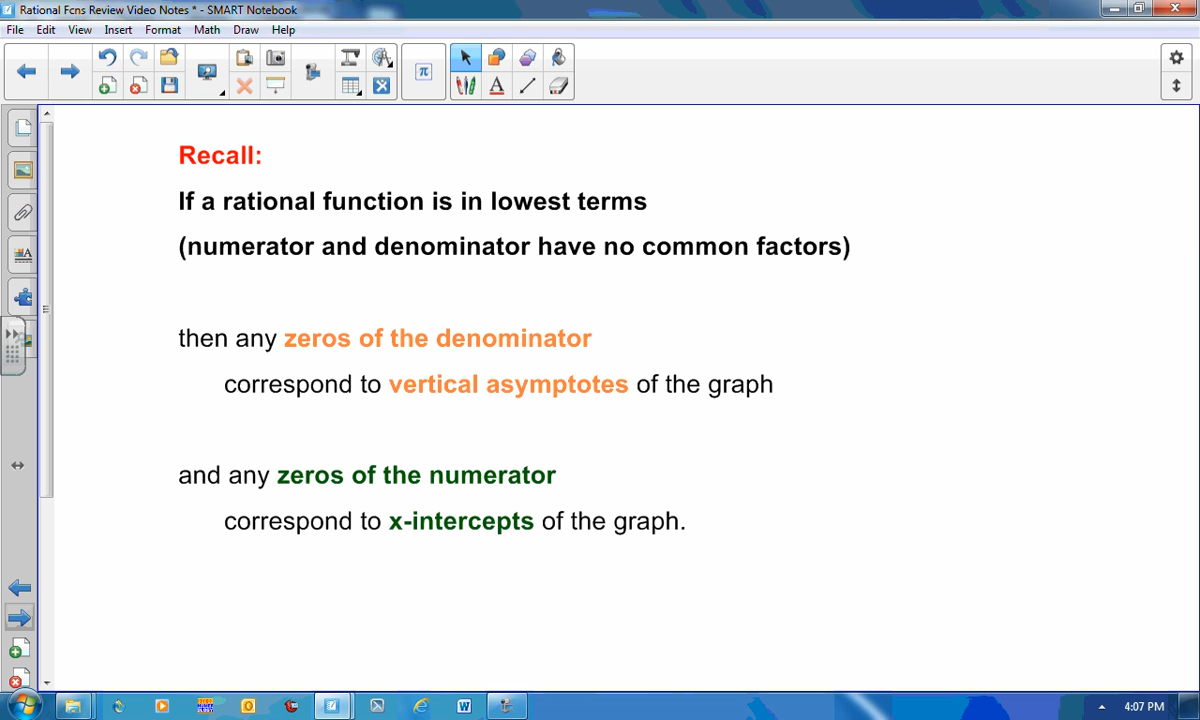 Rational Fcns Review Video Notes * - SMART Notebook
File Edit View Insert Format Math Draw Help
π
Recall:
If a rational function is in lowest terms
(numerator and denominator have no common factors)
then any zeros of the denominator
correspond to vertical asymptotes of the graph
and any zeros of the numerator
correspond to x-intercepts of the graph.
4:07 PM